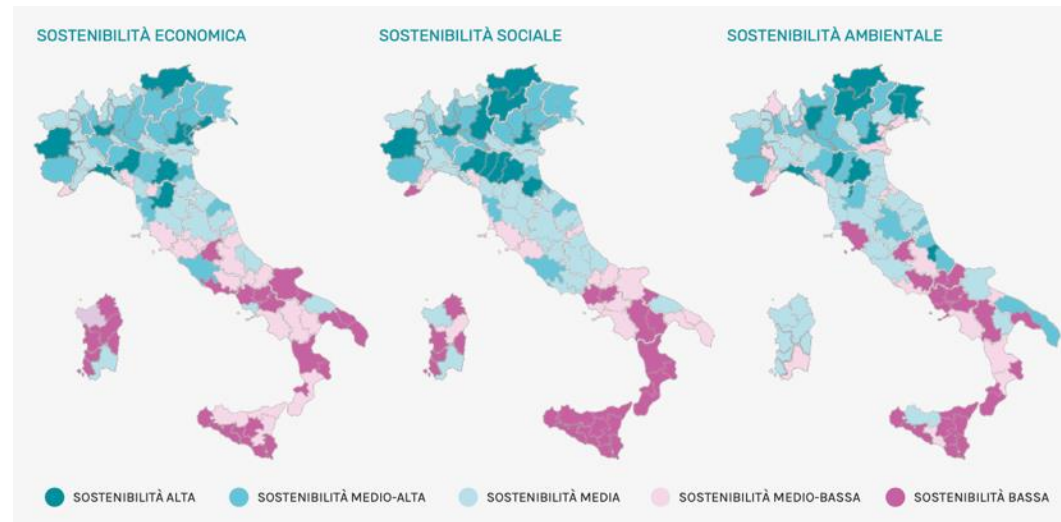 SOSTENIBILITÀ ECONOMICA
SOSTENIBILITÀ SOCIALE
SOSTENIBILITÀ AMBIENTALE
SOSTENIBILITÀ ALTA
SOSTENIBILITÀ MEDIO-ALTA
SOSTENIBILITÀ MEDIA
SOSTENIBILITÀ MEDIO-BASSA
SOSTENIBILITÀ BASSA